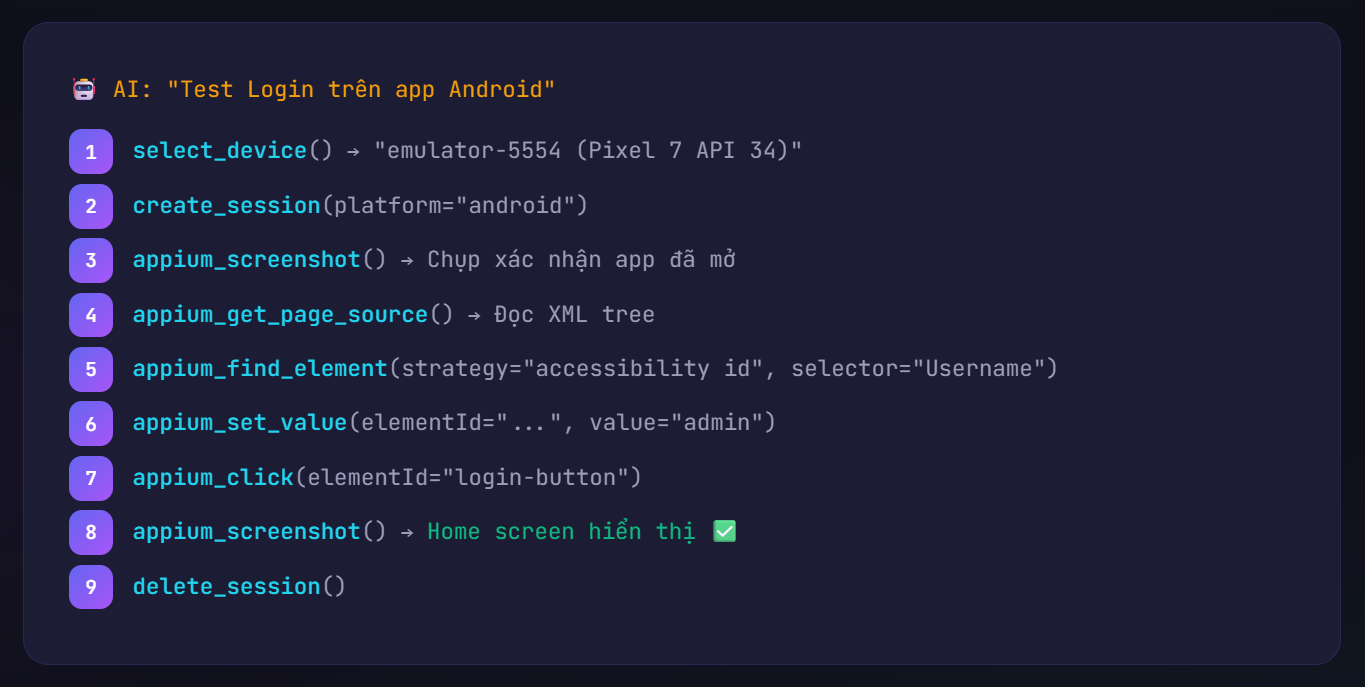 🤖 AI: "Test Login trên app Android"
1 select_device() → "emulator-5554 (Pixel 7 API 34)"
2 create_session(platform="android")
3 appium_screenshot() → Chụp xác nhận app đã mở
4 appium_get_page_source() → Đọc XML tree
5 appium_find_element(strategy="accessibility id", selector="Username")
6 appium_set_value(elementId="...", value="admin")
7 appium_click(elementId="login-button")
8 appium_screenshot() → Home screen hiển thị ✅
9 delete_session()